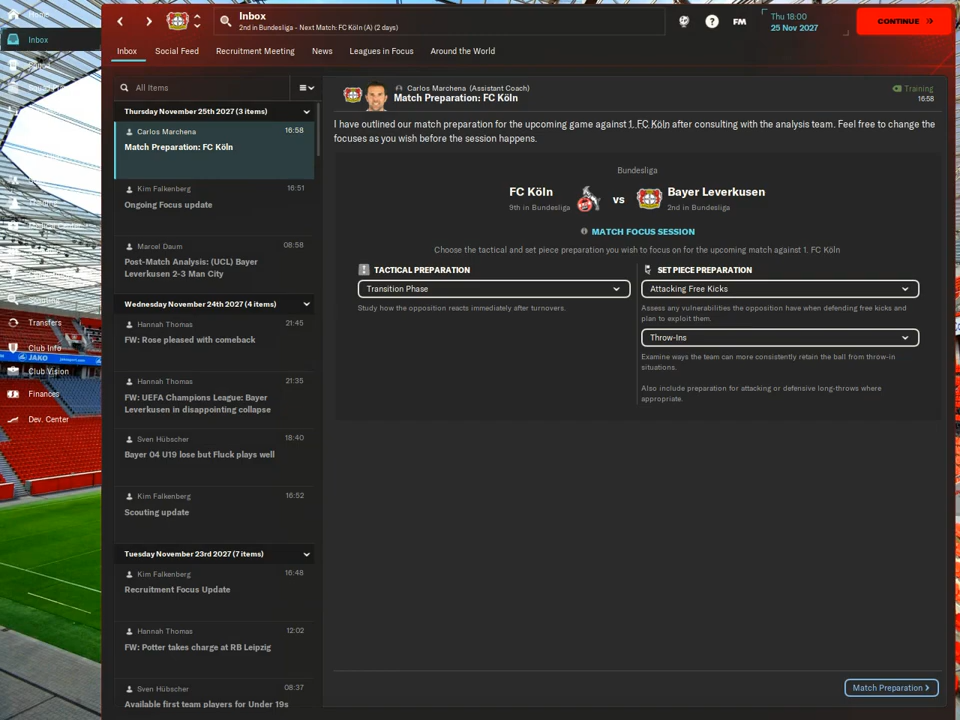 Home
Inbox
2nd in Bundesliga - Next Match: FC Köln (A) (2 days)
FM
Thu 18:00
25 Nov 2027
CONTINUE
Inbox
Inbox
Social Feed
Recruitment Meeting
News
Leagues in Focus
Around the World
All Items
Thursday November 25th 2027 (3 items)
Carlos Marchena
16:58
Match Preparation: FC Köln
Kim Falkenberg
16:51
Ongoing Focus update
Marcel Daum
08:58
Post-Match Analysis: (UCL) Bayer
Leverkusen 2-3 Man City
Wednesday November 24th 2027 (4 items)
Hannah Thomas
21:45
FW: Rose pleased with comeback
Hannah Thomas
21:35
FW: UEFA Champions League: Bayer
Leverkusen in disappointing collapse
Sven Hübscher
18:40
Bayer 04 U19 lose but Fluck plays well
Kim Falkenberg
16:52
Scouting update
Tuesday November 23rd 2027 (7 items)
Kim Falkenberg
16:48
Recruitment Focus Update
Hannah Thomas
12:02
FW: Potter takes charge at RB Leipzig
Sven Hübscher
08:37
Available first team players for Under 19s
Transfers
JAKO
Club Info
Club Vision
Finances
Dev. Center
Carlos Marchena (Assistant Coach)
Match Preparation: FC Köln
Training
16:58
I have outlined our match preparation for the upcoming game against 1. FC Köln after consulting with the analysis team. Feel free to change the
focuses as you wish before the session happens.
Bundesliga
FC Köln
9th in Bundesliga
vs
Bayer Leverkusen
2nd in Bundesliga
MATCH FOCUS SESSION
Choose the tactical and set piece preparation you wish to focus on for the upcoming match against 1. FC Köln
TACTICAL PREPARATION
Transition Phase
Study how the opposition reacts immediately after turnovers.
SET PIECE PREPARATION
Attacking Free Kicks
Assess any vulnerabilities the opposition have when defending free kicks and
plan to exploit them.
Throw-Ins
Examine ways the team can more consistently retain the ball from throw-in
situations.
Also include preparation for attacking or defensive long-throws where
appropriate.
Match Preparation